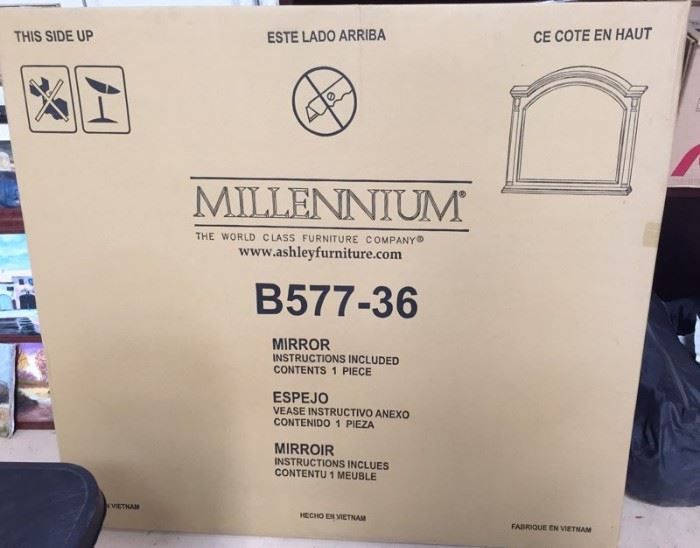 THIS SIDE UP
ESTE LADO ARRIBA
CE COTE EN HAUT
MILLENNIUM®
THE WORLD CLASS FURNITURE COMPANY®
www.ashleyfurniture.com
B577-36
MIRROR
INSTRUCTIONS INCLUDED
CONTENTS 1 PIECE
ESPEJO
VEASE INSTRUCTIVO ANEXO
CONTENIDO 1 PIEZA
MIRROIR
INSTRUCTIONS INCLUES
CONTENTU 1 MEUBLE
VIETNAM
HECHO EN VIETNAM
FABRIQUE EN VIETNAM